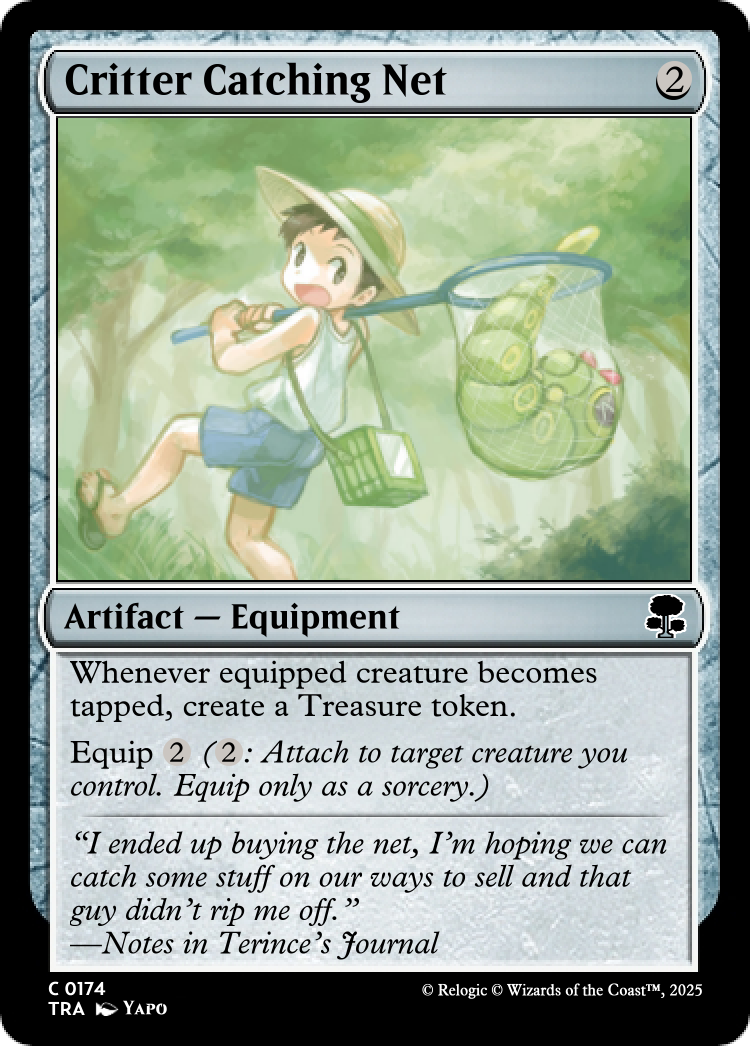 Critter Catching Net 2
Artifact — Equipment
Whenever equipped creature becomes
tapped, create a Treasure token.
Equip 2 (2: Attach to target creature you
control. Equip only as a sorcery.)
“I ended up buying the net, I’m hoping we can
catch some stuff on our ways to sell and that
guy didn’t rip me off.”
—Notes in Terince’s Journal
C 0174
© Relogic © Wizards of the Coast™, 2025
TRA Yapo